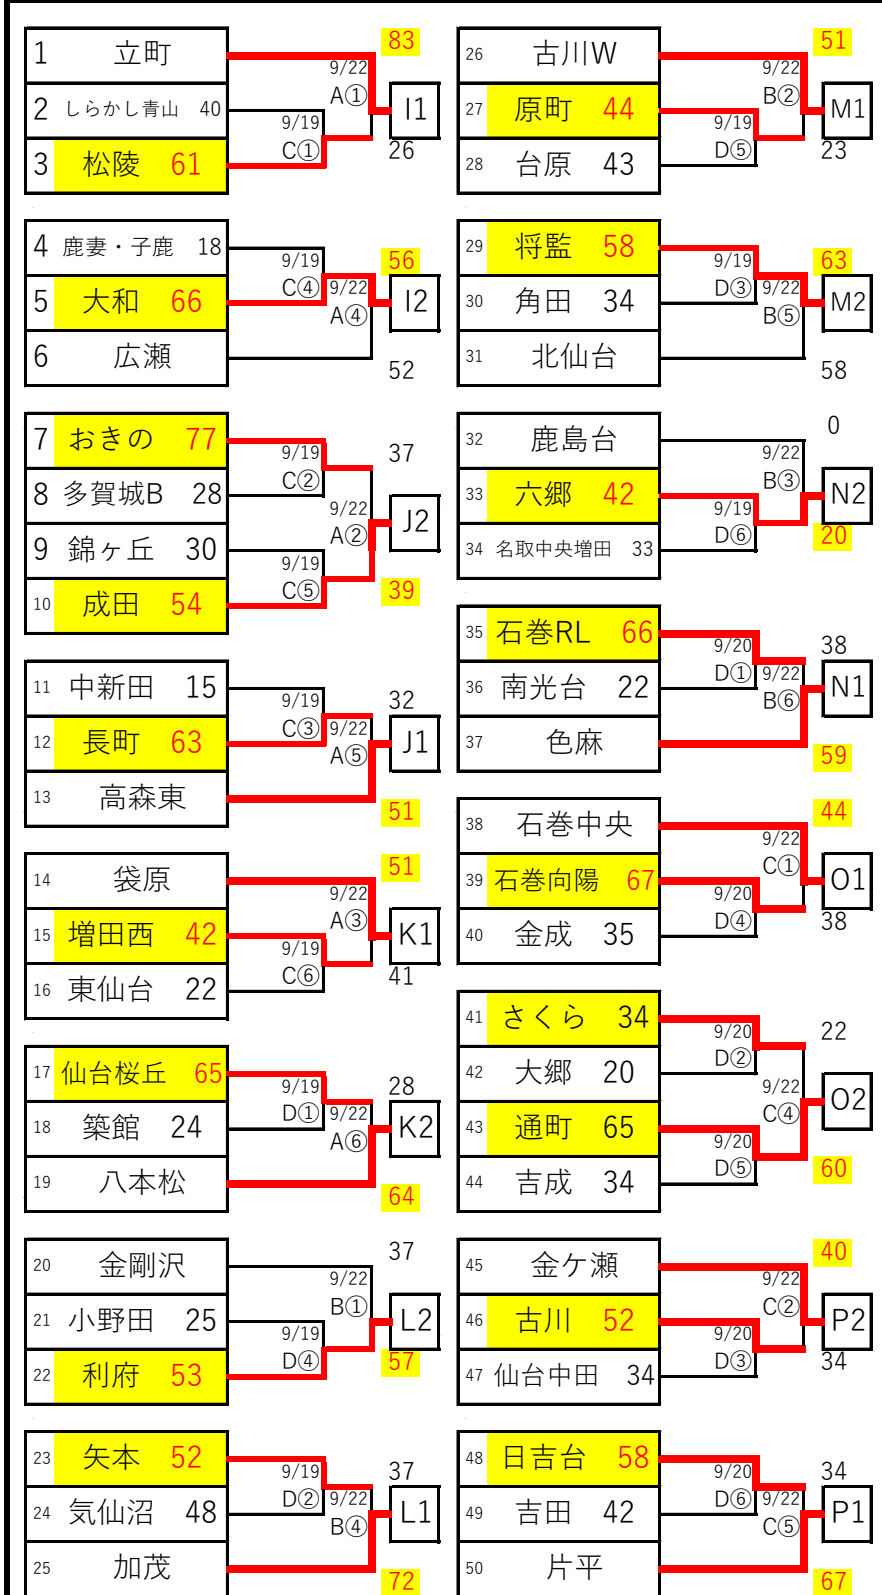 83
1 立町
9/22
A① I1
2 しらかし青山 40
9/19
C①
3 松陵 61
26
4 鹿妻・子鹿 18
9/19
C④
56
5 大和 66
9/22
A④ I2
6 広瀬
52
7 おきの 77
9/19
C②
37
8 多賀城B 28
9/22
A② J2
9 錦ヶ丘 30
9/19
C⑤
10 成田 54
39
11 中新田 15
9/19
C③
32
12 長町 63
9/22
A⑤ J1
13 高森東
51
14 袋原
51
9/22
A③ K1
15 増田西 42
9/19
C⑥
16 東仙台 22
41
17 仙台桜丘 65
9/19
D①
28
18 築館 24
9/22
A⑥ K2
19 八本松
64
20 金剛沢
37
9/22
B① L2
21 小野田 25
9/19
D④
22 利府 53
57
23 矢本 52
9/19
D②
37
24 気仙沼 48
9/22
B④ L1
25 加茂
72
51
26 古川W
9/22
B② M1
27 原町 44
9/19
D⑤
28 台原 43
23
29 将監 58
9/19
D③
63
30 角田 34
9/22
B⑤ M2
31 北仙台
58
32 鹿島台
0
9/22
B③ N2
33 六郷 42
9/19
D⑥
34 名取中央増田 33
20
35 石巻RL 66
9/20
D①
38
36 南光台 22
9/22
B⑥ N1
37 色麻
59
38 石巻中央
44
9/22
C① O1
39 石巻向陽 67
9/20
D④
40 金成 35
38
41 さくら 34
9/20
D②
22
42 大郷 20
9/22
C④ O2
43 通町 65
9/20
D⑤
44 吉成 34
60
45 金ケ瀬
40
9/22
C② P2
46 古川 52
9/20
D③
47 仙台中田 34
34
48 日吉台 58
9/20
D⑥
34
49 吉田 42
9/22
C⑤ P1
50 片平
67